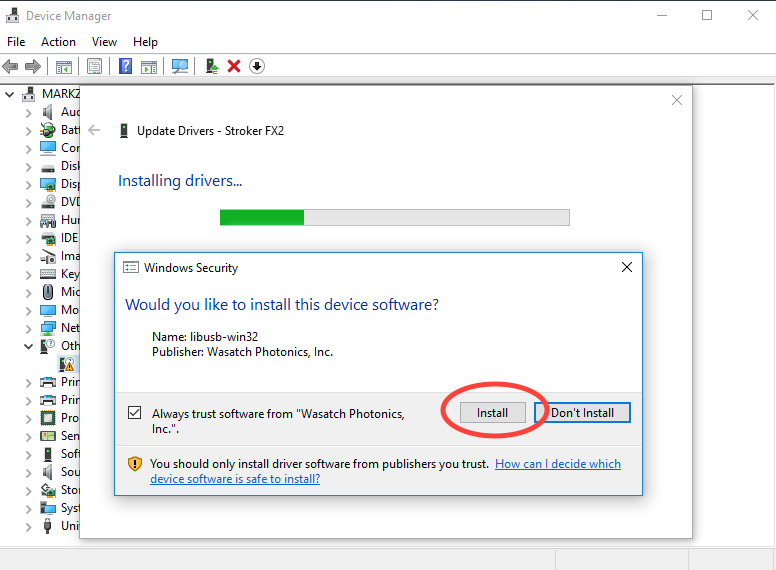 Device Manager
File Action View Help
MARKZ
Auc
Batt
Cor
Disk
Disp
DVD
Hur
IDE
Ima
Key
Mic
Mo
Net
Oth
Prin
Prin
Pro
Sen
Soft
Sou
Stor
Syst
Uni
Update Drivers - Stroker FX2
Installing drivers...
Windows Security
Would you like to install this device software?
Name: libusb-win32
Publisher: Wasatch Photonics, Inc.
Always trust software from "Wasatch Photonics,
Inc.".
Install
Don't Install
You should only install driver software from publishers you trust. How can I decide which
device software is safe to install?